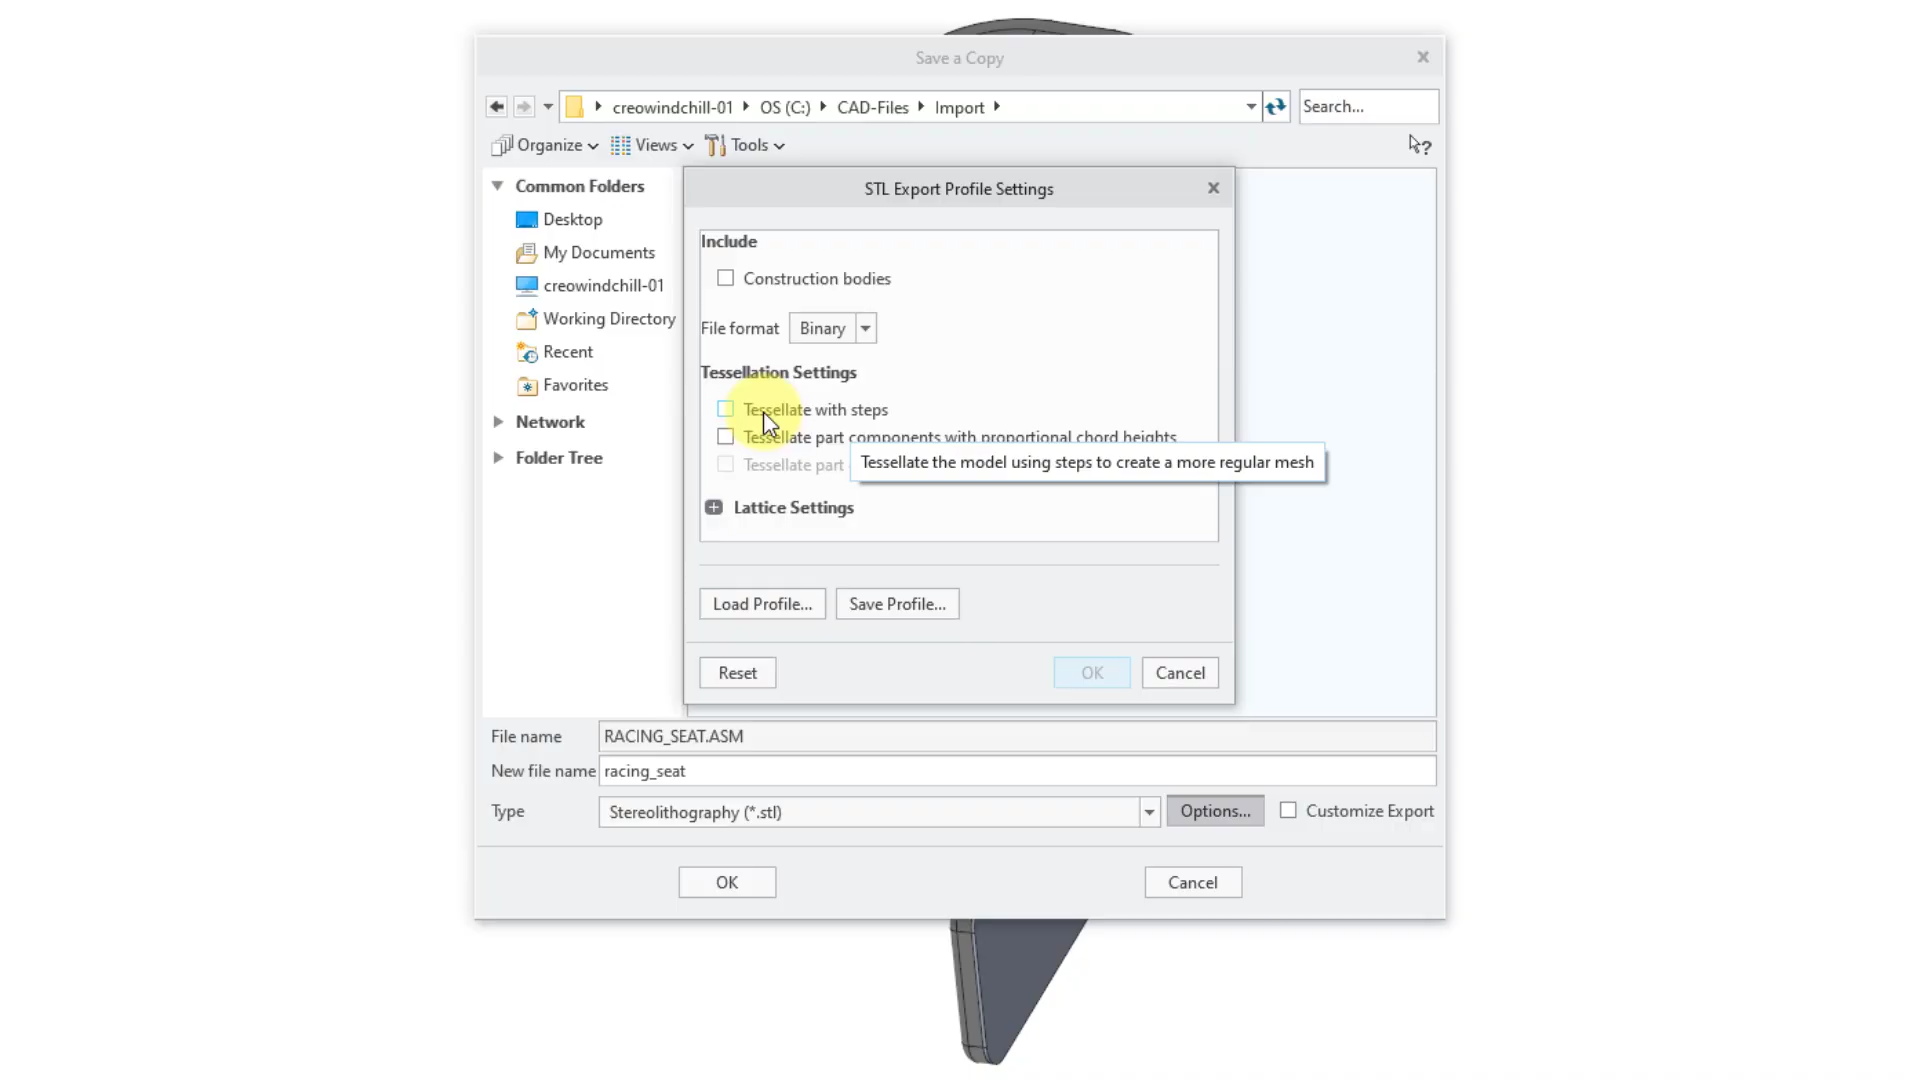 Save a Copy
creowindchill-01 OS (C:) CAD-Files Import Search...
Organize Views Tools
Common Folders
Desktop
My Documents
creowindchill-01
Working Directory
Recent
Favorites
Network
Folder Tree
STL Export Profile Settings
Include
Construction bodies
File format Binary
Tessellation Settings
Tessellate with steps
Tessellate part components with proportional chord heights
Tessellate part
Tessellate the model using steps to create a more regular mesh
Lattice Settings
Load Profile... Save Profile...
Reset OK Cancel
File name RACING_SEAT.ASM
New file name racing_seat
Type Stereolithography (*.stl) Options... Customize Export
OK Cancel